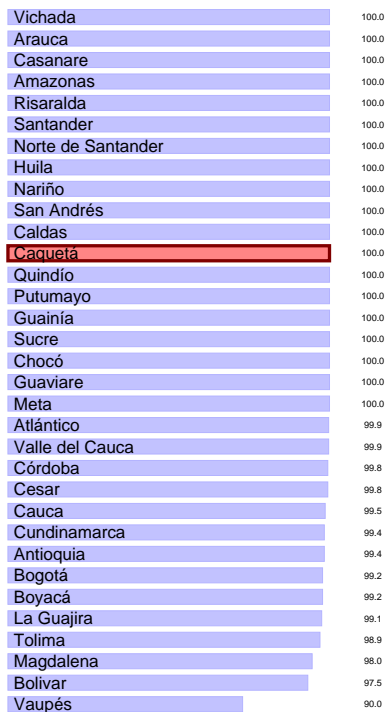 Vichada 100.0
Arauca 100.0
Casanare 100.0
Amazonas 100.0
Risaralda 100.0
Santander 100.0
Norte de Santander 100.0
Huila 100.0
Nariño 100.0
San Andrés 100.0
Caldas 100.0
Caquetá 100.0
Quindío 100.0
Putumayo 100.0
Guainía 100.0
Sucre 100.0
Chocó 100.0
Guaviare 100.0
Meta 100.0
Atlántico 99.9
Valle del Cauca 99.9
Córdoba 99.8
Cesar 99.8
Cauca 99.5
Cundinamarca 99.4
Antioquia 99.4
Bogotá 99.2
Boyacá 99.2
La Guajira 99.1
Tolima 98.9
Magdalena 98.0
Bolivar 97.5
Vaupés 90.0